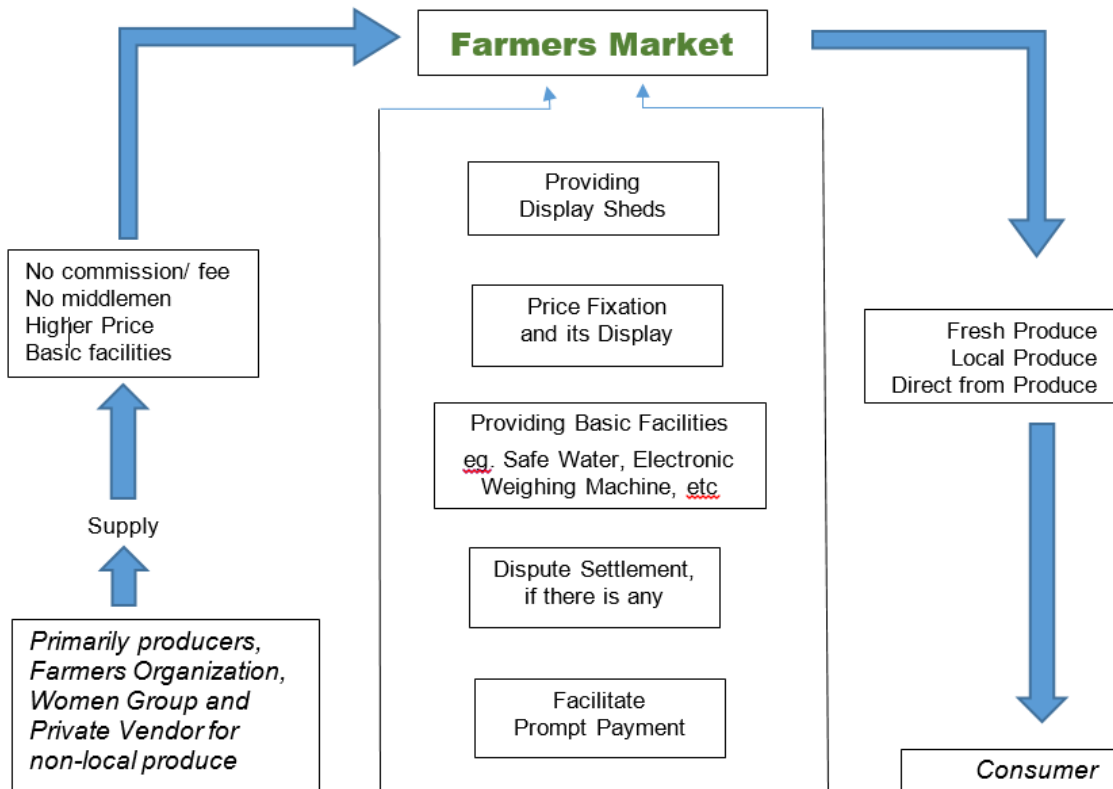 Farmers Market
Providing
Display Sheds
Price Fixation
and its Display
Providing Basic Facilities
eg. Safe Water, Electronic
Weighing Machine, etc
Dispute Settlement,
if there is any
Facilitate
Prompt Payment
No commission/ fee
No middlemen
Higher Price
Basic facilities
Supply
Primarily producers,
Farmers Organization,
Women Group and
Private Vendor for
non-local produce
Fresh Produce
Local Produce
Direct from Produce
Consumer